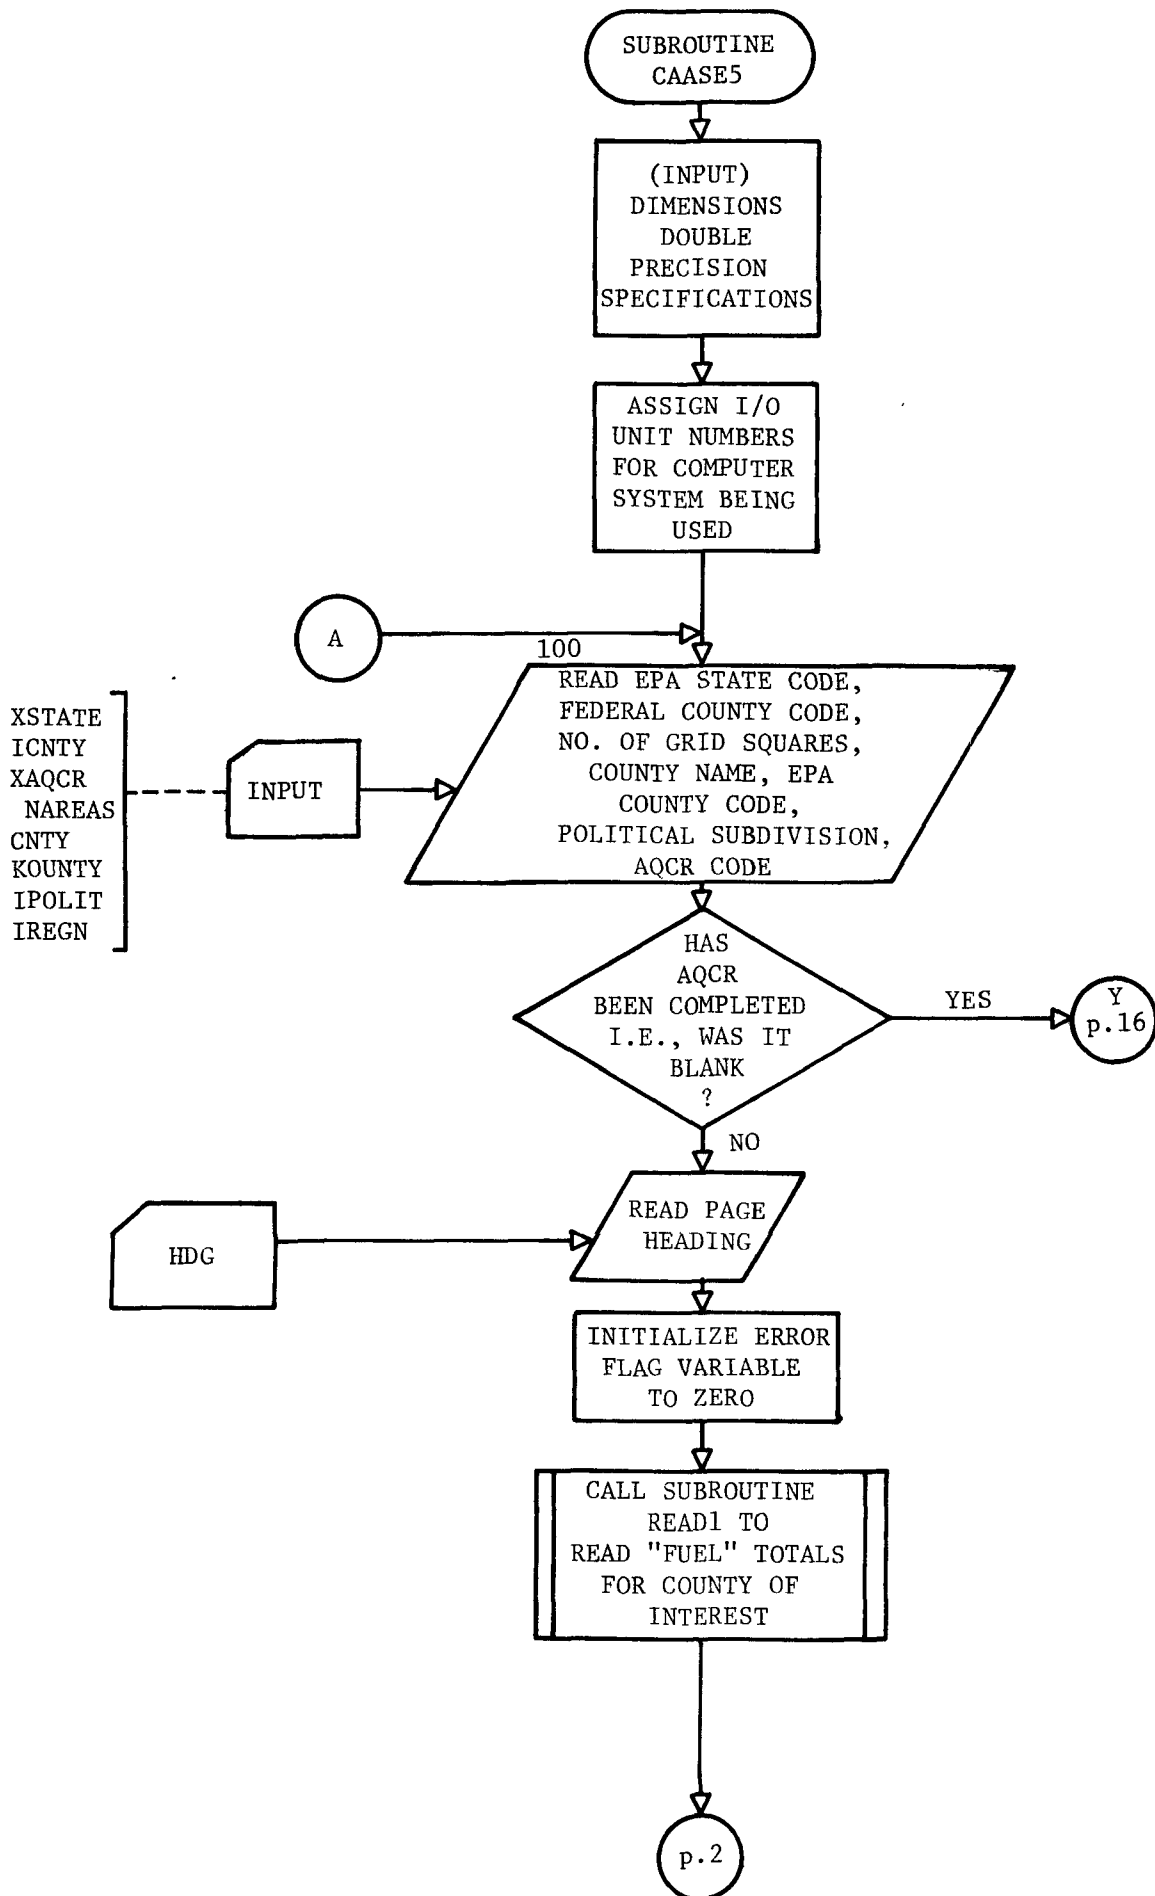 SUBROUTINE
CAASE5
(INPUT)
DIMENSIONS
DOUBLE
PRECISION
SPECIFICATIONS
ASSIGN I/O
UNIT NUMBERS
FOR COMPUTER
SYSTEM BEING
USED
A
100
READ EPA STATE CODE,
FEDERAL COUNTY CODE,
NO. OF GRID SQUARES,
COUNTY NAME, EPA
COUNTY CODE,
POLITICAL SUBDIVISION,
AQCR CODE
XSTATE
ICNTY
XAQCR
NAREAS
CNTY
KOUNTY
IPOLIT
IREGN
INPUT
HAS
AQCR
BEEN COMPLETED
I.E., WAS IT
BLANK
?
YES
Y
p.16
NO
READ PAGE
HEADING
HDG
INITIALIZE ERROR
FLAG VARIABLE
TO ZERO
CALL SUBROUTINE
READ1 TO
READ "FUEL" TOTALS
FOR COUNTY OF
INTEREST
p.2